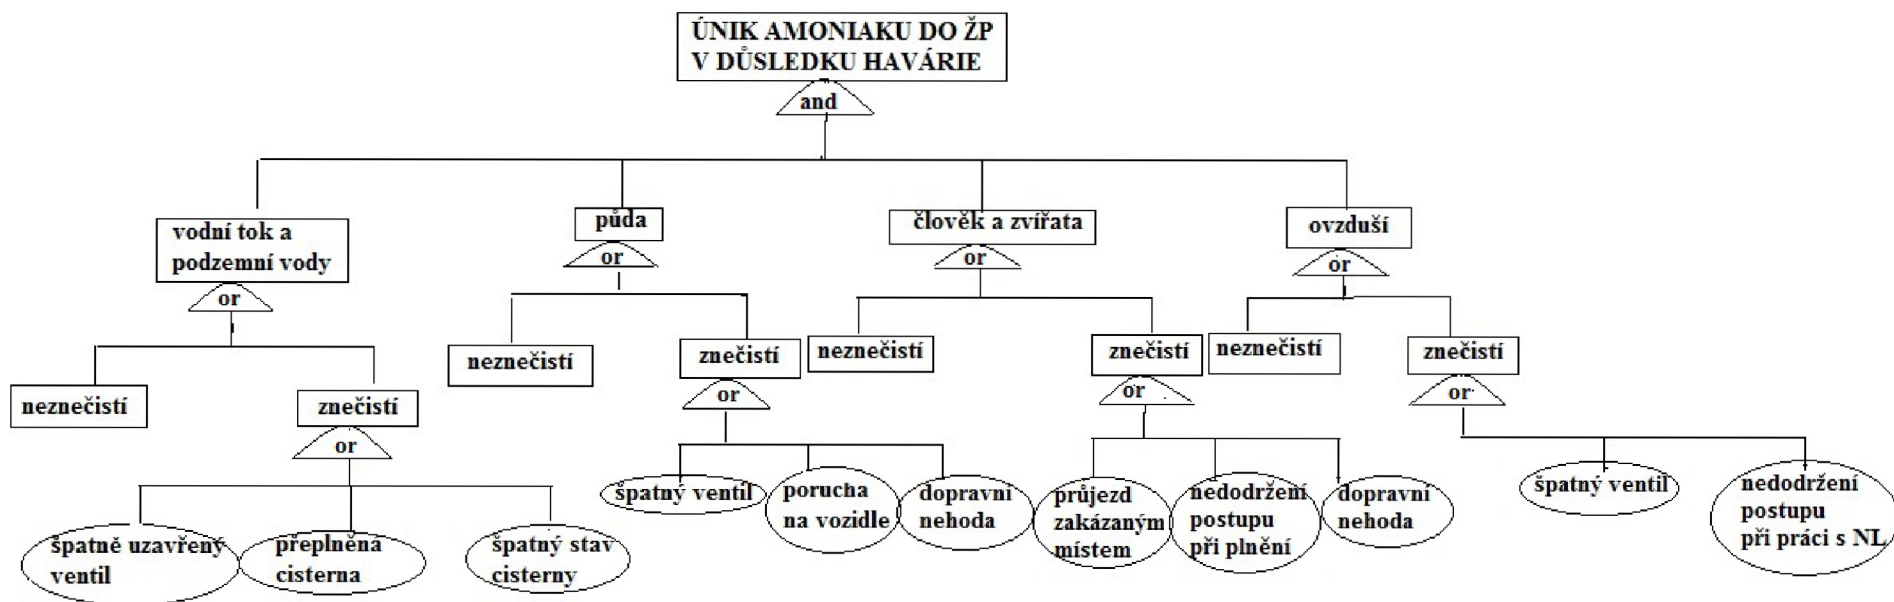 ÚNIK AMONIAKU DO ŽP
V DŮSLEDKU HAVÁRIE
and
vodní tok a
podzemní vody
or
neznečistí
znečistí
or
špatně uzavřený
ventil
přeplněná
cisterna
špatný stav
cisterny
půda
or
neznečistí
znečistí
or
špatný ventil
porucha
na vozidle
dopravní
nehoda
člověk a zvířata
or
neznečistí
znečistí
or
průjezd
zakázaným
místem
nedodržení
postupu
při plnění
dopravní
nehoda
ovzduší
or
neznečistí
znečistí
or
špatný ventil
nedodržení
postupu
při práci s NL